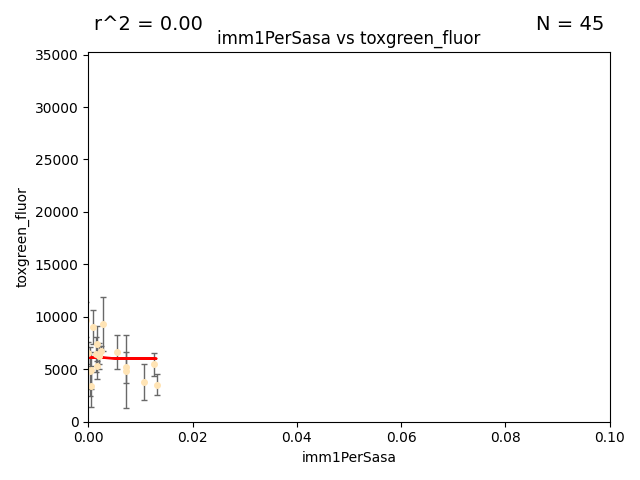 r^2 = 0.00
N = 45
imm1PerSasa vs toxgreen_fluor
35000
30000
25000
20000
15000
10000
5000
0
toxgreen_fluor
0.00 0.02 0.04 0.06 0.08 0.10
imm1PerSasa